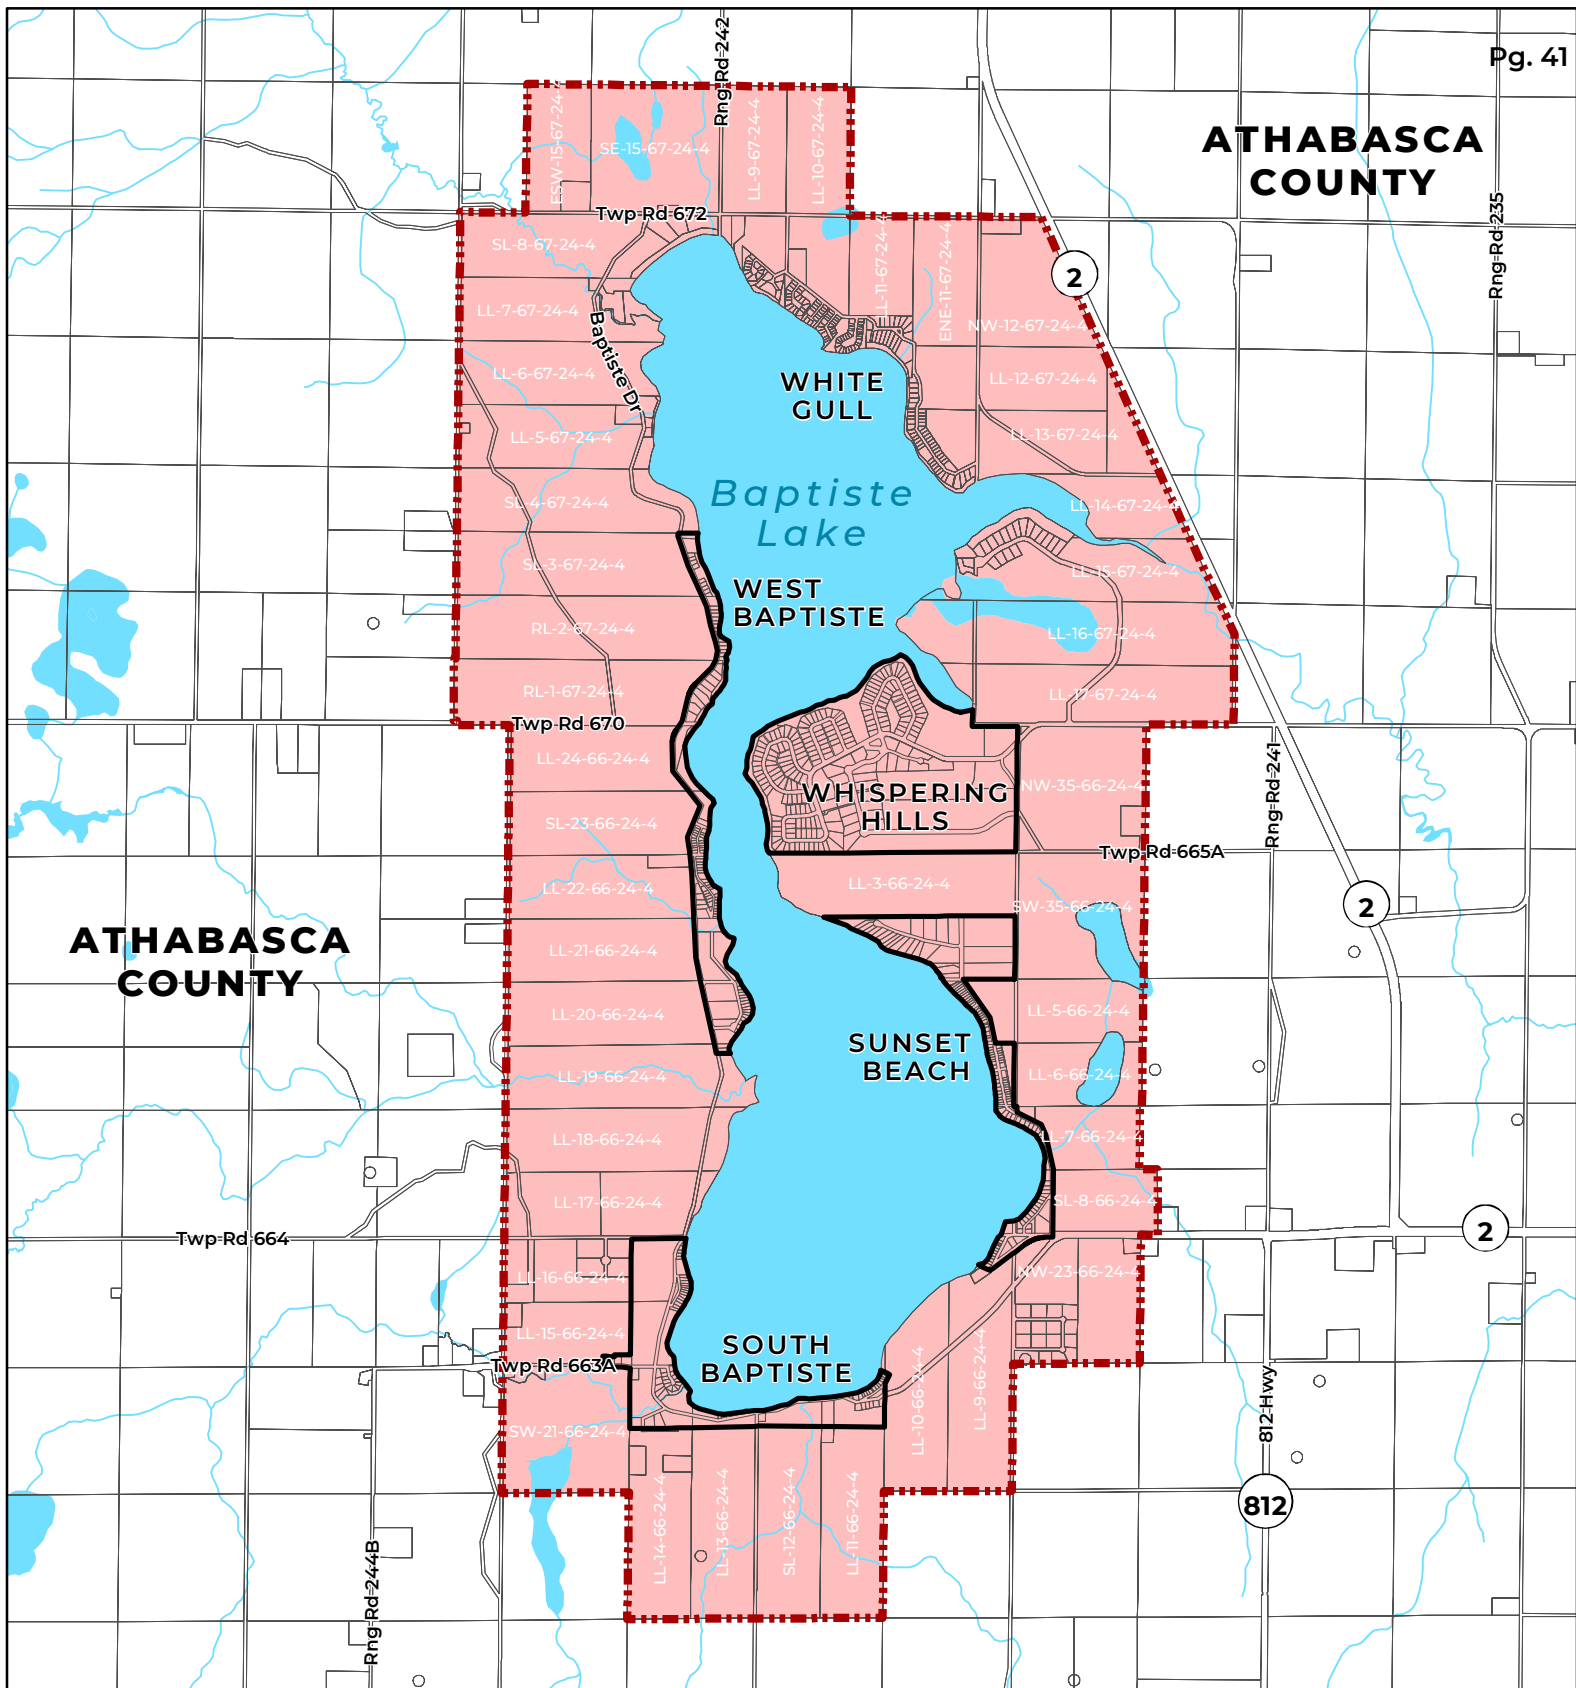 Pg. 41
Rng Rd 242
ATHABASCA
COUNTY
ESW-15-67-24-4
SE-15-67-24-4
LL-9-67-24-4
LL-10-67-24-4
Twp Rd 672
Rng Rd 235
SL-8-67-24-4
LL-11-67-24-4
ENE-11-67-24-4
2
LL-7-67-24-4
NW-12-67-24-4
Baptiste Dr
LL-6-67-24-4
WHITE
GULL
LL-12-67-24-4
LL-5-67-24-4
LL-13-67-24-4
SL-4-67-24-4
Baptiste
Lake
LL-14-67-24-4
SL-3-67-24-4
LL-15-67-24-4
WEST
BAPTISTE
RL-2-67-24-4
LL-16-67-24-4
RL-1-67-24-4
LL-17-67-24-4
Twp Rd 670
LL-24-66-24-4
NW-35-66-24-4
Rng Rd 241
WHISPERING
HILLS
SL-23-66-24-4
Twp Rd 665A
LL-22-66-24-4
LL-3-66-24-4
SW-35-66-24-4
2
ATHABASCA
COUNTY
LL-21-66-24-4
LL-20-66-24-4
LL-5-66-24-4
SUNSET
BEACH
LL-19-66-24-4
LL-6-66-24-4
LL-18-66-24-4
LL-7-66-24-4
LL-17-66-24-4
SL-8-66-24-4
Twp Rd 664
2
LL-16-66-24-4
NW-23-66-24-4
LL-15-66-24-4
SOUTH
BAPTISTE
Twp Rd 663A
LL-10-66-24-4
LL-9-66-24-4
812 Hwy
SW-21-66-24-4
LL-14-66-24-4
LL-13-66-24-4
SL-12-66-24-4
LL-11-66-24-4
812
Rng Rd 244B